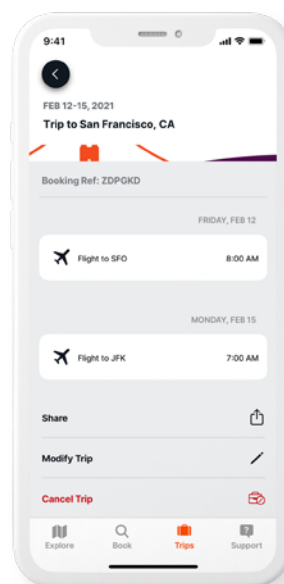 9:41
FEB 12-15, 2021
Trip to San Francisco, CA
Booking Ref: ZDPGKD
FRIDAY, FEB 12
Flight to SFO 8:00 AM
MONDAY, FEB 15
Flight to JFK 7:00 AM
Share
Modify Trip
Cancel Trip
Explore Book Trips Support